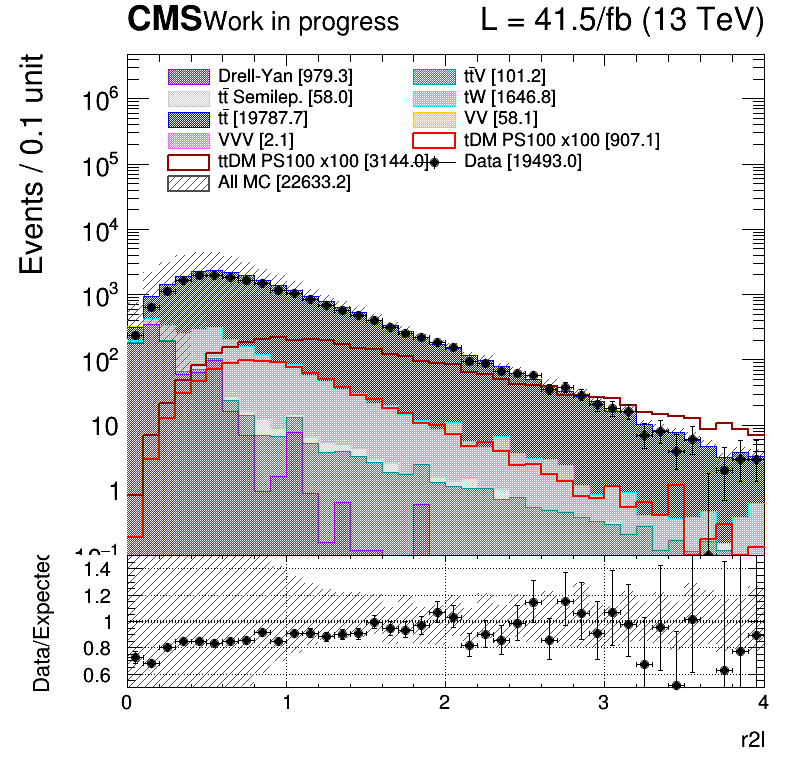 CMS Work in progress L = 41.5/fb (13 TeV)
Events / 0.1 unit
Drell-Yan [979.3] tt̄V [101.2]
tt̄ Semilep. [58.0] tW [1646.8]
tt̄ [19787.7] VV [58.1]
VVV [2.1] tDM PS100 x100 [907.1]
ttDM PS100 x100 [3144.0] Data [19493.0]
All MC [22633.2]
10⁶
10⁵
10⁴
10³
10²
10
1
10⁻¹
Data/Expected
1.4
1.2
1
0.8
0.6
0 1 2 3 4
r2l